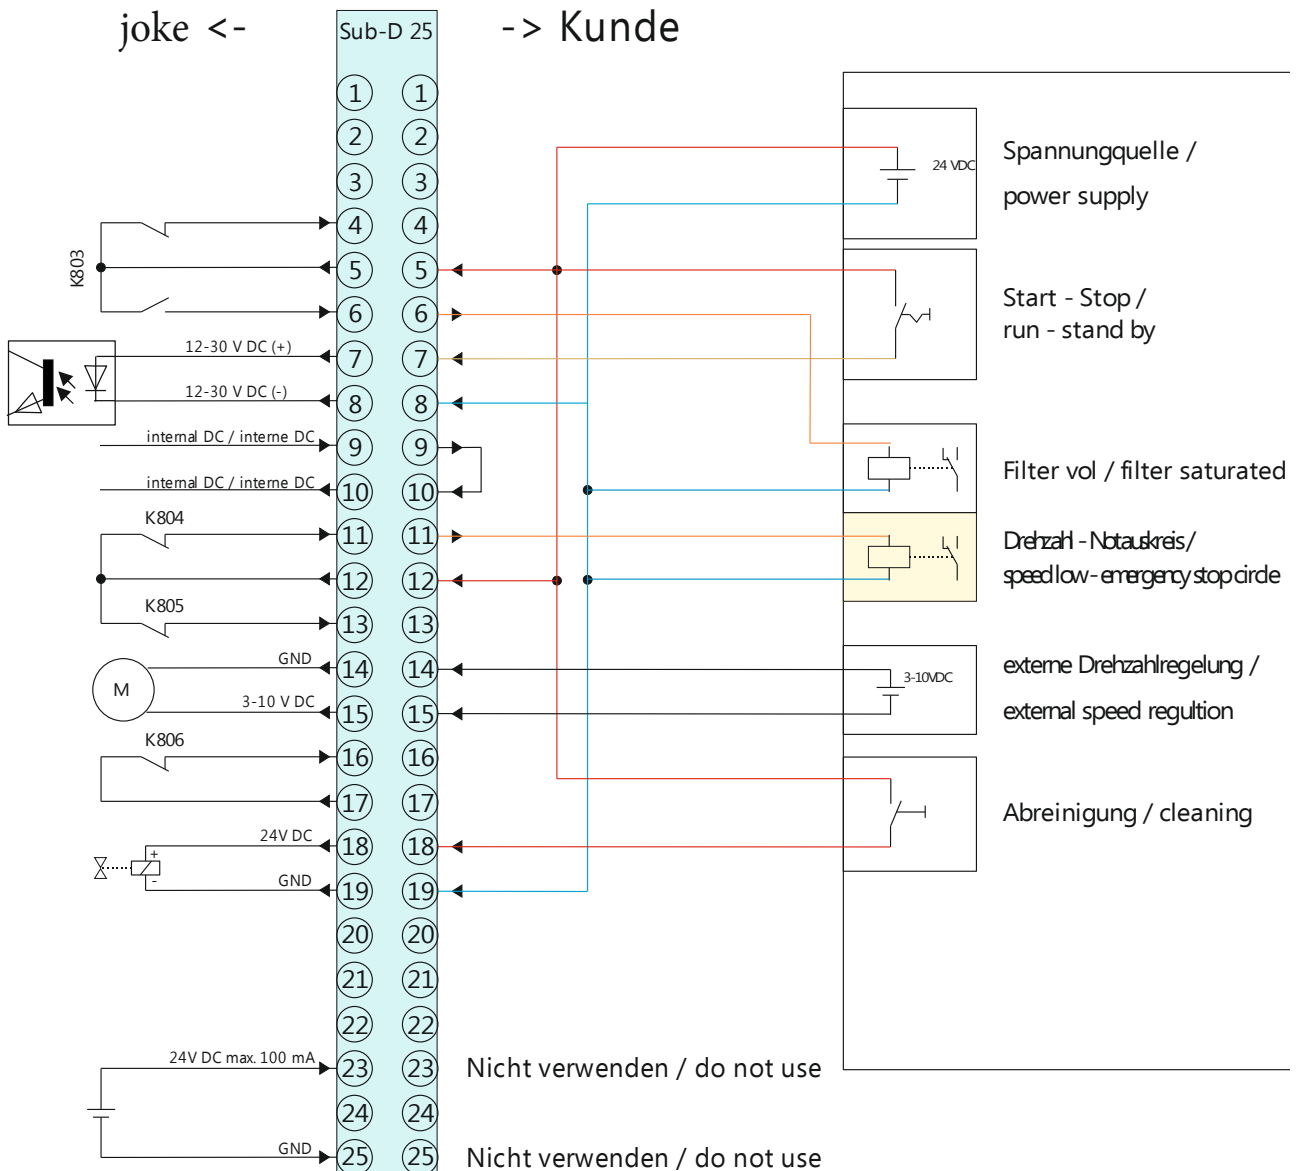 joke <- Sub-D 25 -> Kunde
1 1
2 2
3 3
4 4
5 5
6 6
7 7
8 8
9 9
10 10
11 11
12 12
13 13
14 14
15 15
16 16
17 17
18 18
19 19
20 20
21 21
22 22
23 23
24 24
25 25
K803
12-30 V DC (+)
12-30 V DC (-)
internal DC / interne DC
internal DC / interne DC
K804
K805
GND
M
3-10 V DC
K806
24V DC
+
-
GND
24V DC max. 100 mA
GND
24 VDC
Spannungquelle /
power supply
Start - Stop /
run - stand by
Filter vol / filter saturated
Drehzahl - Notauskreis /
speed low - emergency stop circle
3-10VDC
externe Drehzahlregelung /
external speed regultion
Abreinigung / cleaning
Nicht verwenden / do not use
Nicht verwenden / do not use